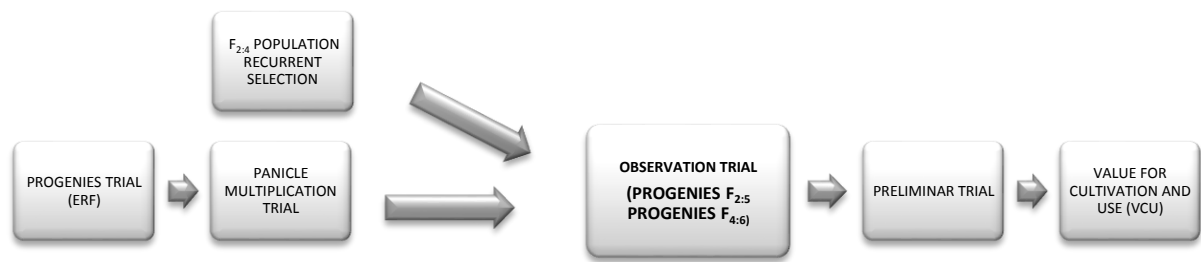 F2:4 POPULATION
RECURRENT
SELECTION
PROGENIES TRIAL
(ERF)
PANICLE
MULTIPLICATION
TRIAL
OBSERVATION TRIAL
(PROGENIES F2:5
PROGENIES F4:6)
PRELIMINAR TRIAL
VALUE FOR
CULTIVATION AND
USE (VCU)